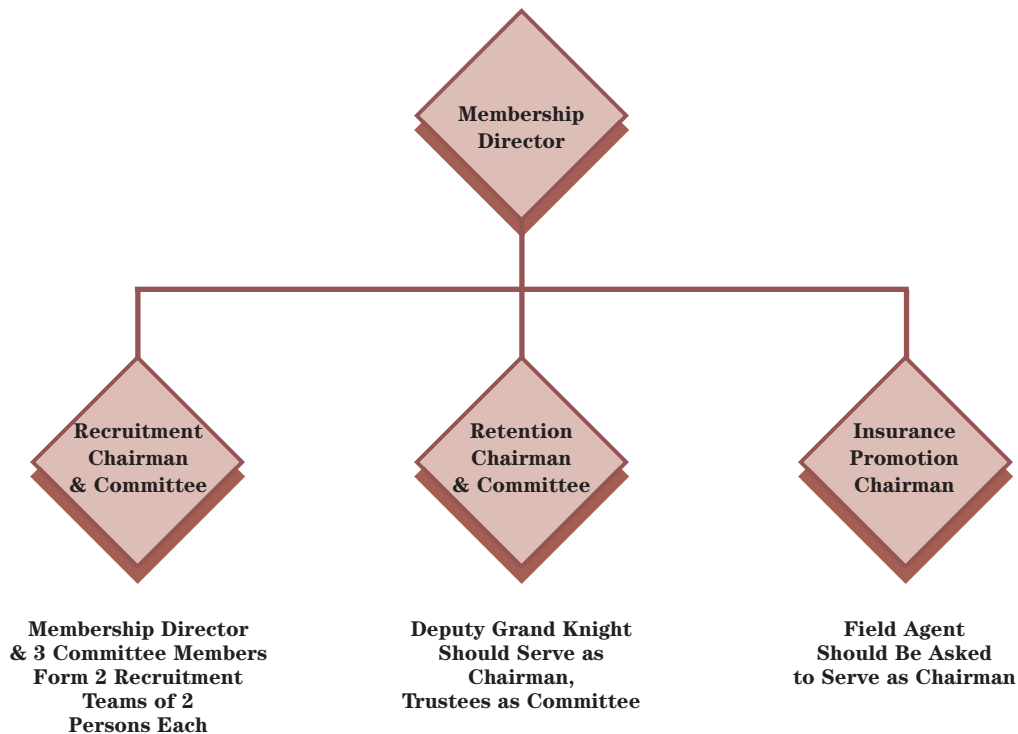 Membership
Director
Recruitment
Chairman
& Committee
Retention
Chairman
& Committee
Insurance
Promotion
Chairman
Membership Director
& 3 Committee Members
Form 2 Recruitment
Teams of 2
Persons Each
Deputy Grand Knight
Should Serve as
Chairman,
Trustees as Committee
Field Agent
Should Be Asked
to Serve as Chairman